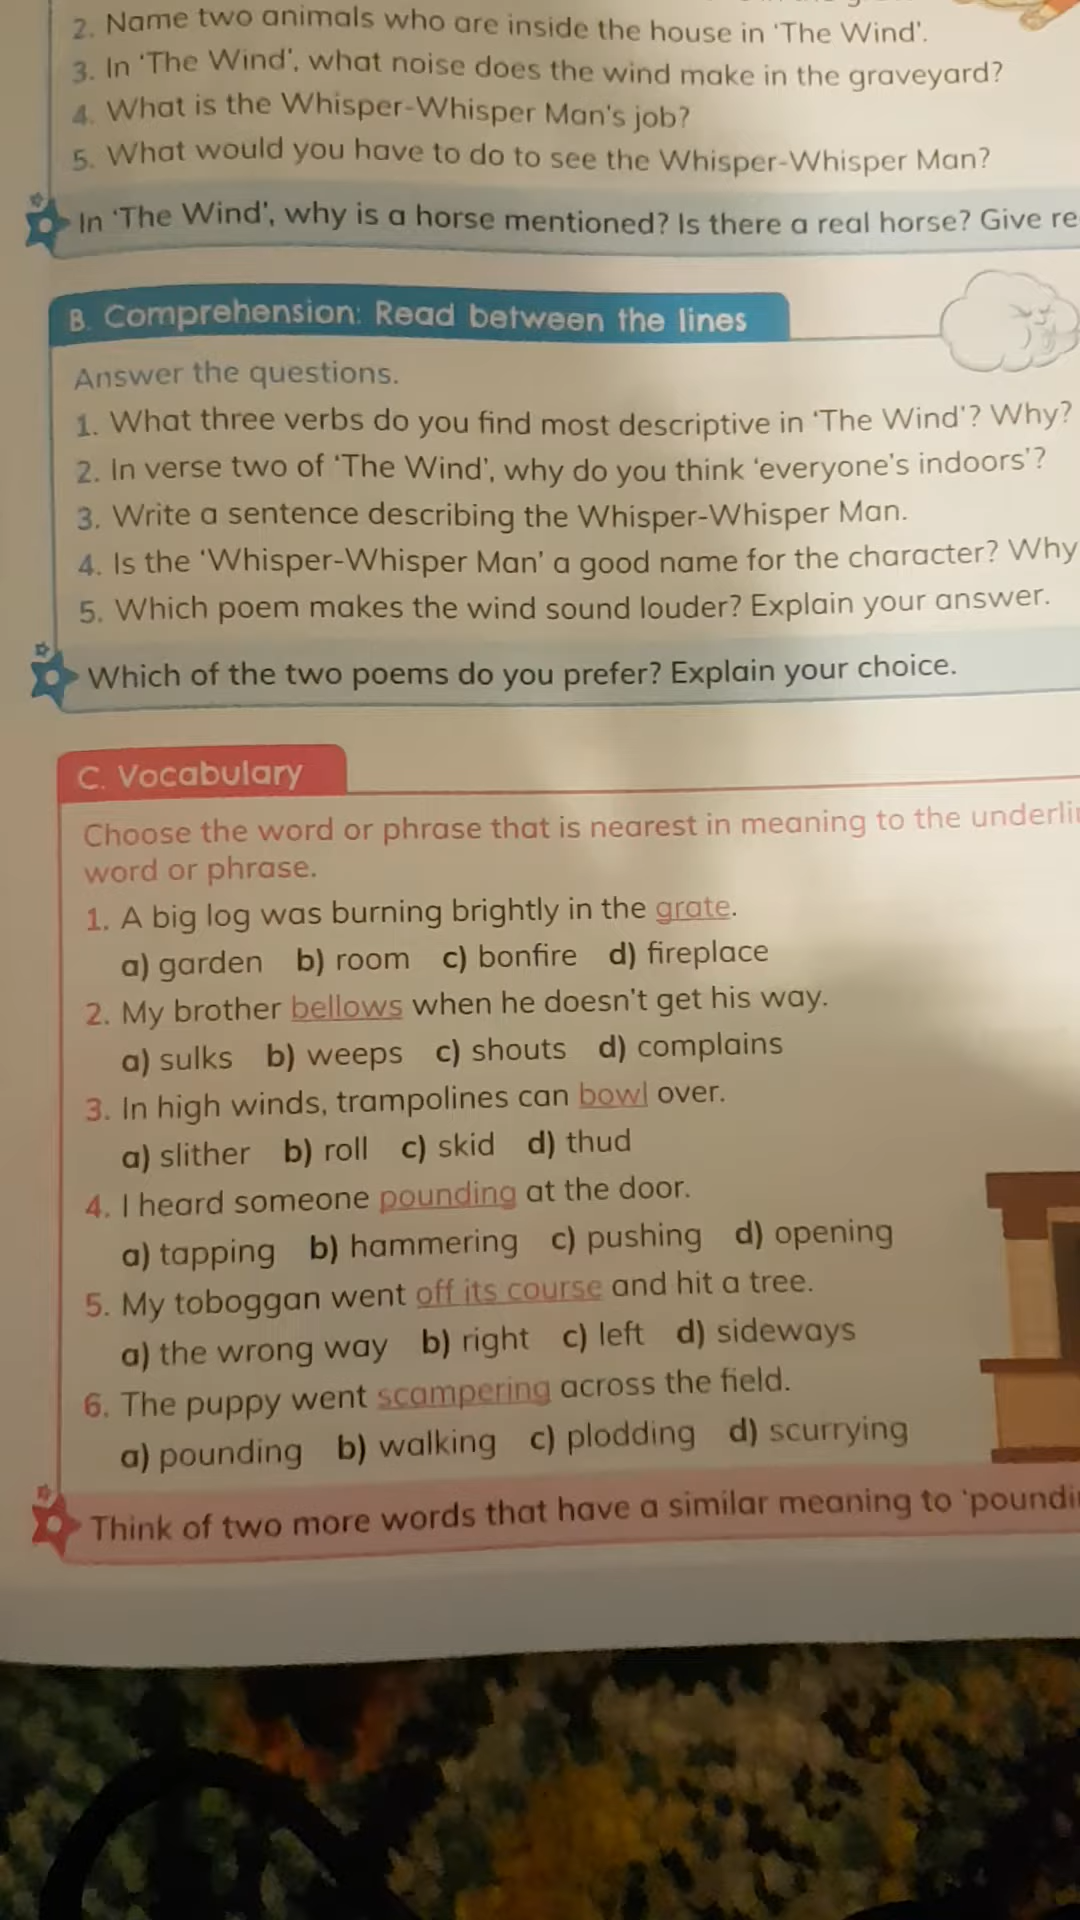 2. Name two animals who are inside the house in 'The Wind'.
3. In 'The Wind', what noise does the wind make in the graveyard?
4. What is the Whisper-Whisper Man's job?
5. What would you have to do to see the Whisper-Whisper Man?
In 'The Wind', why is a horse mentioned? Is there a real horse? Give
B. Comprehension: Read between the lines
Answer the questions.
1. What three verbs do you find most descriptive in 'The Wind'? Why?
2. In verse two of 'The Wind', why do you think 'everyone's indoors'?
3. Write a sentence describing the Whisper-Whisper Man.
4. Is the 'Whisper-Whisper Man' a good name for the character? Why
5. Which poem makes the wind sound louder? Explain your answer.
Which of the two poems do you prefer? Explain your choice.
C. Vocabulary
Choose the word or phrase that is nearest in meaning to the
word or phrase.
1. A big log was burning brightly in the grate.
a) garden b) room c) bonfire d) fireplace
2. My brother bellows when he doesn't get his way.
a) sulks b) weeps c) shouts d) complains
3. In high winds, trampolines can bowl over.
a) slither b) roll c) skid d) thud
4. I heard someone pounding at the door.
a) tapping b) hammering c) pushing d) opening
5. My toboggan went off its course and hit a tree.
a) the wrong way b) right c) left d) sideways
6. The puppy went scampering across the field.
a) pounding b) walking c) plodding d) scurrying
Think of two more words that have a similar meaning to